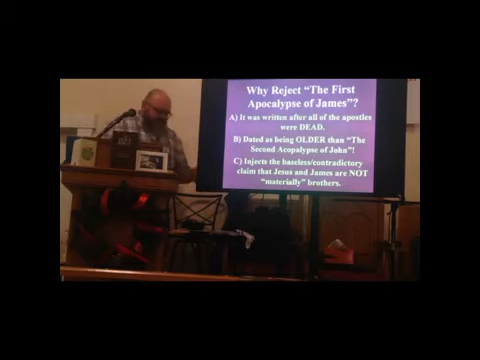 Why Reject "The First
Apocalypse of James"?
A) It was written after all of the apostles
were DEAD.
B) Dated as being OLDER than "The
Second Acopalypse of John"!
C) Injects the baseless/contradictory
claim that Jesus and James are NOT
"materially" brothers.